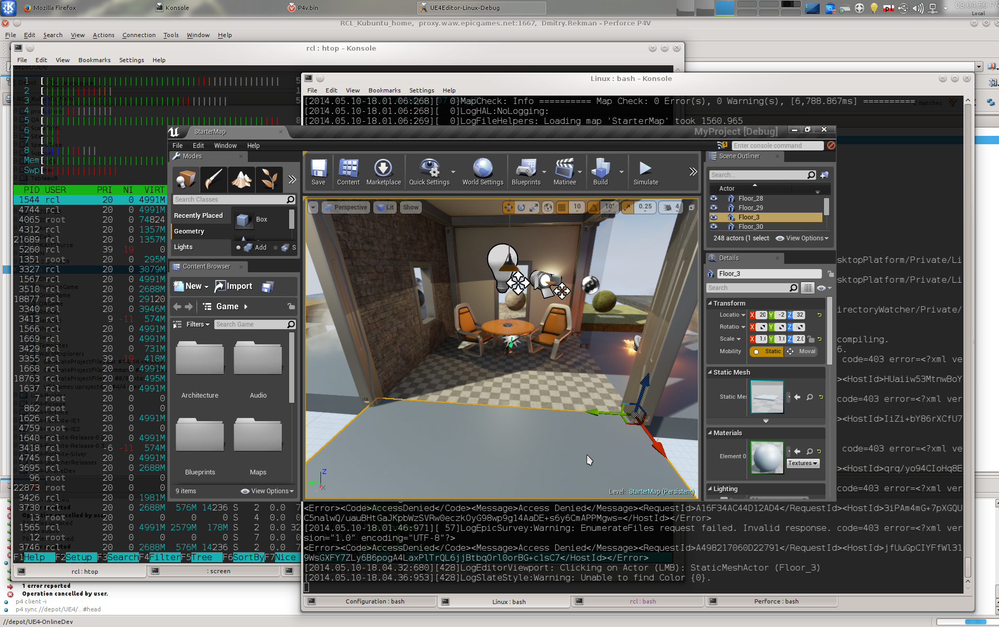 Mozilla Firefox
Konsole
P4v.bin
UE4Editor-Linux-Debug
08:04:50 PM
Local
RCL_Kubuntu_home, proxy.waw.epicgames.net:1667, Dmitry.Rekman - Perforce P4V
File Edit Search View Actions Connection Tools Window Help
rcl : htop – Konsole
File Edit View Bookmarks Settings Help
Linux : bash – Konsole
File Edit View Bookmarks Settings Help
[2014.05.10-18.01.06:268][ 0]MapCheck: Info ========== Map Check: 0 Error(s), 0 Warning(s), [6,788.867ms] ==========
[2014.05.10-18.01.06:268][ 0]LogHAL:NoLogging:
[2014.05.10-18.01.06:269][ 0]LogFileHelpers: Loading map 'StarterMap' took 1560.965
1 [
2 [
3 [
4 [
5 [
6 [
7 [
8 [
Mem[
Swp[
PID USER PRI NI VIRT
1544 rcl 20 0 4991M
4744 rcl 20 0 4991M
4065 root 20 0 74824
4312 rcl 20 0 1357M
21689 rcl 20 0 1357M
5260 rcl 39 19 0
1351 root 20 0 295M
3327 rcl 20 0 3079M
1567 rcl 20 0 4991M
3510 rcl 20 0 2688M
18877 rcl 20 0 29120
3340 rcl 20 0 3946M
3413 rcl 9 -11 574M
1566 rcl 20 0 4991M
1669 rcl 20 0 4991M
3429 rcl 20 0 731M
3355 rcl 39 19 418M
1668 rcl 20 0 4991M
18763 rcl 20 0 495M
1637 rcl 20 0 4991M
7 root 20 0 0
862 root 20 0 0
1626 rcl 20 0 4991M
4759 root 20 0 0
1640 rcl 20 0 4991M
3418 rcl -6 -11 574M
4745 rcl 20 0 4991M
3695 rcl 20 0 2688M
96 root 20 0 0
22873 root 20 0 0
3426 rcl 20 0 1981M
3730 rcl 20 0 2688M 576M 14236 S 2 0.0 7
13 root 20 0 0 0 0 S 4 0.0 0
1565 rcl 20 0 4991M 2579M 178M S 1 0.0 32
12 root 20 0 0 0 0 S 7 0.0 0
3746 rcl 20 0 2688M 576M 14236 S 2 0.0 7
F1Help F2Setup F3SearchF4FilterF5Tree F6SortByF7Nice
rcl : htop
: screen
StarterMap
MyProject [Debug]
File Edit Window Help
Enter console command
Modes
Search Classes
Recently Placed
Geometry
Lights
Box
Add
S
Content Browser
New
Import
Game
Filters
Search Game
Architecture
Audio
Blueprints
Maps
9 items
View Options
Save
Content
Marketplace
Quick Settings
World Settings
Blueprints
Matinee
Build
Simulate
Perspective
Lit
Show
10
10°
0.25
4
Level: StarterMap (Persistent)
Z
X
Scene Outliner
Search...
Actor
Floor_28
Floor_29
Floor_3
Floor_30
248 actors (1 select
View Options
Details
Floor_3
Search
Transform
Locatio X 20 Y -2 Z 32
Rotatio X Y Z
Scale X 1.( Y 1.( Z 2.0
Mobility Static Moval
Static Mesh
Static Me
Materials
Element 0
Textures
Lighting
2 matches
sktopPlatform/Private/Li
sktopPlatform/Private/Li
irectoryWatcher/Private/
compiling.
6.
code=403 error=<?xml ver
><HostId>HUaiiw53MtnwBoY
code=403 error=<?xml ver
><HostId>IiZi+bY86rXCfU7
code=403 error=<?xml ver
><HostId>qrq/yo94CIoHq8E
code=403 error=<?xml ver
<Error><Code>AccessDenied</Code><Message>Access Denied</Message><RequestId>A16F34AC44D12AD4</RequestId><HostId>3iPAm4mG+7pXGQU
C5nalwQ/uauBHtGaJKpbWzSVRw0eczkOyG98wp9g14AaDE+s6y6CmAPPMgws=</HostId></Error>
[2014.05.10-18.01.46:971][ 57]LogEpicSurvey:Warning: EnumerateFiles request failed. Invalid response. code=403 error=<?xml ver
sion="1.0" encoding="UTF-8"?>
<Error><Code>AccessDenied</Code><Message>Access Denied</Message><RequestId>A498217060D22791</RequestId><HostId>jfUuGpCIYFfWl31
9WsGXFY7ZLy6B6pogA4LaxPlTrQL6jjBtbqOrl0orBG+c1sC7</HostId></Error>
[2014.05.10-18.04.32:680][428]LogEditorViewport: Clicking on Actor (LMB): StaticMeshActor (Floor_3)
[2014.05.10-18.04.36:953][428]LogSlateStyle:Warning: Unable to find Color {0}.
Configuration : bash
Linux : bash
rcl : bash
Perforce : bash
1 error reported
Operation cancelled by user.
p4 client -i
p4 sync //depot/UE4/...#head
//depot/UE4-OnlineDev